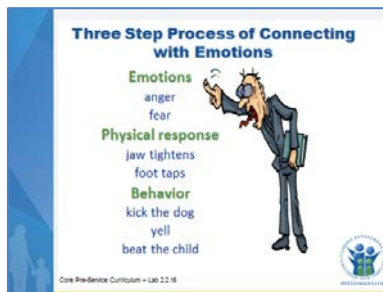 Three Step Process of Connecting
with Emotions
Emotions
anger
fear
Physical response
jaw tightens
foot taps
Behavior
kick the dog
yell
beat the child
Core Pre-Service Curriculum – Lab 2.2.16